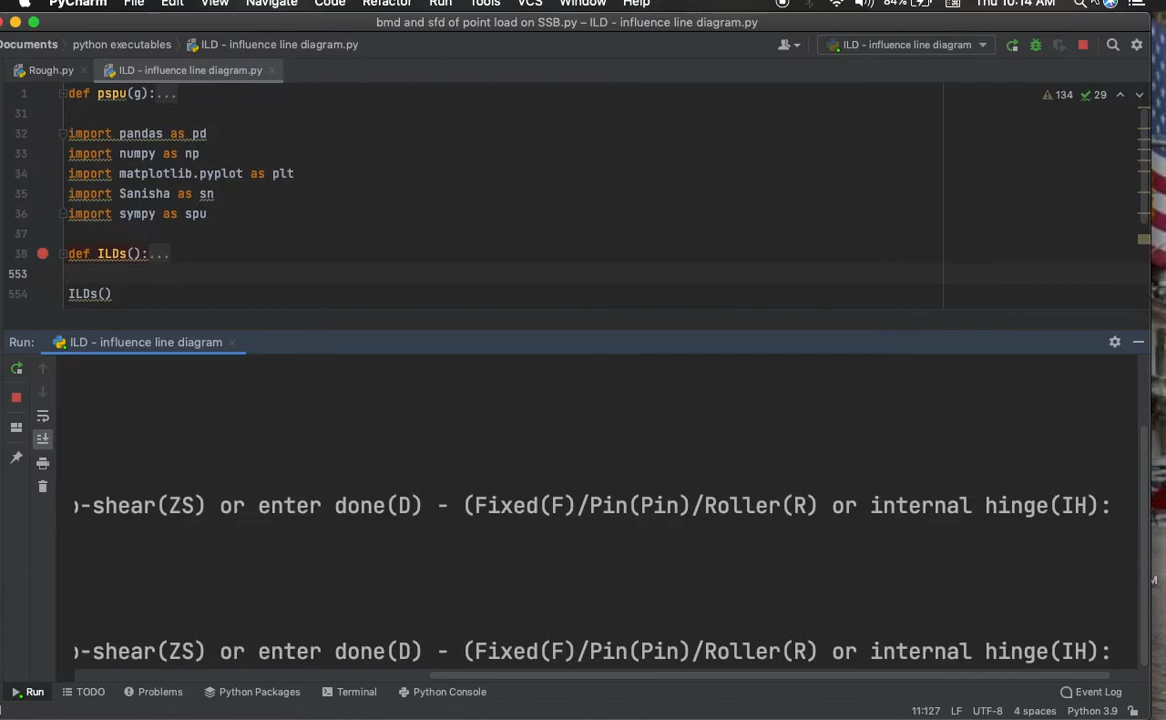 PyCharm File Edit View Navigate Code Refactor Run Tools VCS Window Help 84% Thu 10:14 AM
bmd and sfd of point load on SSB.py – ILD - influence line diagram.py
Documents python executables ILD - influence line diagram.py ILD - influence line diagram
Rough.py ILD - influence line diagram.py
1 def pspu(g):...
134 29
31
32 import pandas as pd
33 import numpy as np
34 import matplotlib.pyplot as plt
35 import Sanisha as sn
36 import sympy as spu
37
38 def ILDs():...
553
554 ILDs()
Run: ILD - influence line diagram
o-shear(ZS) or enter done(D) - (Fixed(F)/Pin(Pin)/Roller(R) or internal hinge(IH):
o-shear(ZS) or enter done(D) - (Fixed(F)/Pin(Pin)/Roller(R) or internal hinge(IH):
Run TODO Problems Python Packages Terminal Python Console Event Log
11:127 LF UTF-8 4 spaces Python 3.9